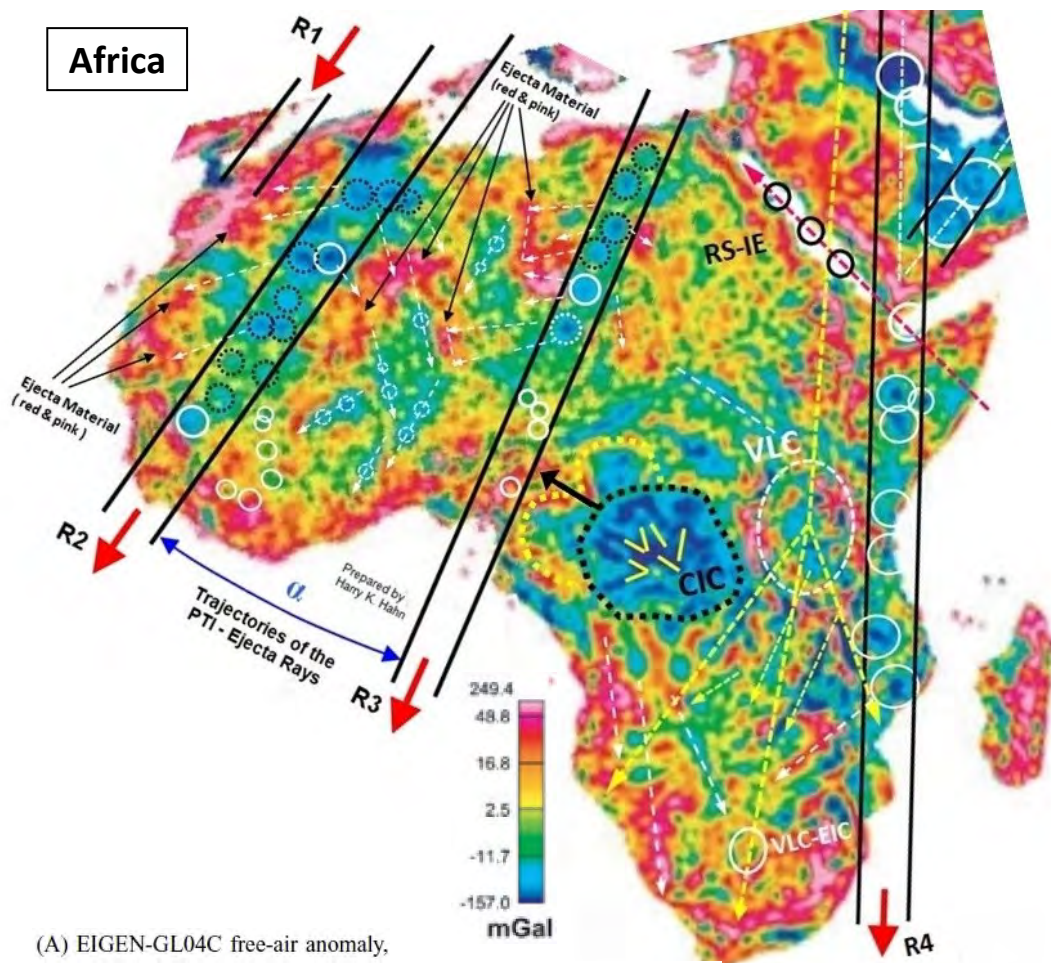 Africa
R1
Ejecta Material
(red & pink)
RS-IE
Ejecta Material
( red & pink )
VLC
CIC
R2
α
Prepared by
Harry K. Hahn
Trajectories of the
PTI - Ejecta Rays
R3
249.4
48.8
16.8
2.5
-11.7
-157.0
mGal
VLC-EIC
R4
(A) EIGEN-GL04C free-air anomaly,